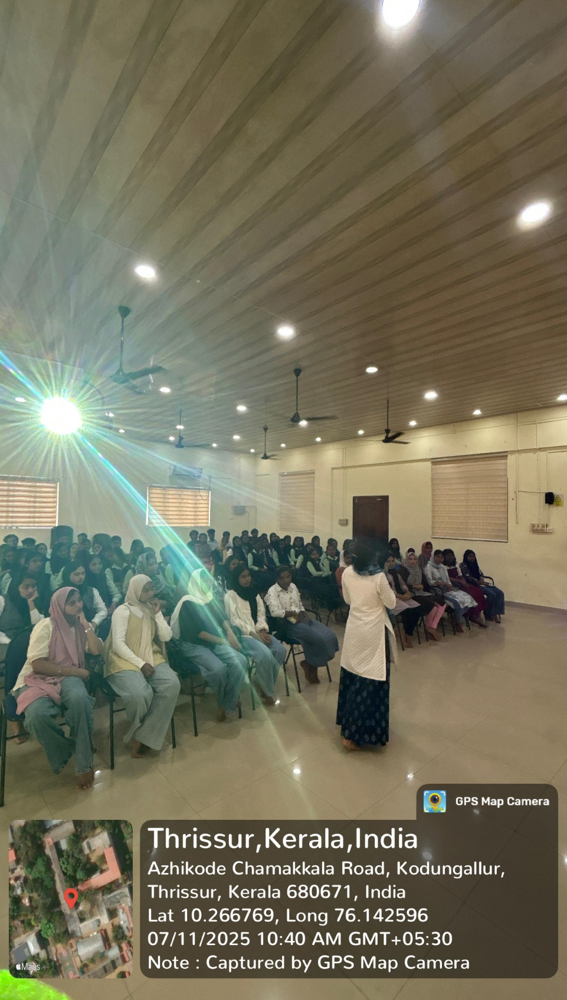 GPS Map Camera
Thrissur,Kerala,India
Azhikode Chamakkala Road, Kodungallur,
Thrissur, Kerala 680671, India
Lat 10.266769, Long 76.142596
07/11/2025 10:40 AM GMT+05:30
Note : Captured by GPS Map Camera
Maps